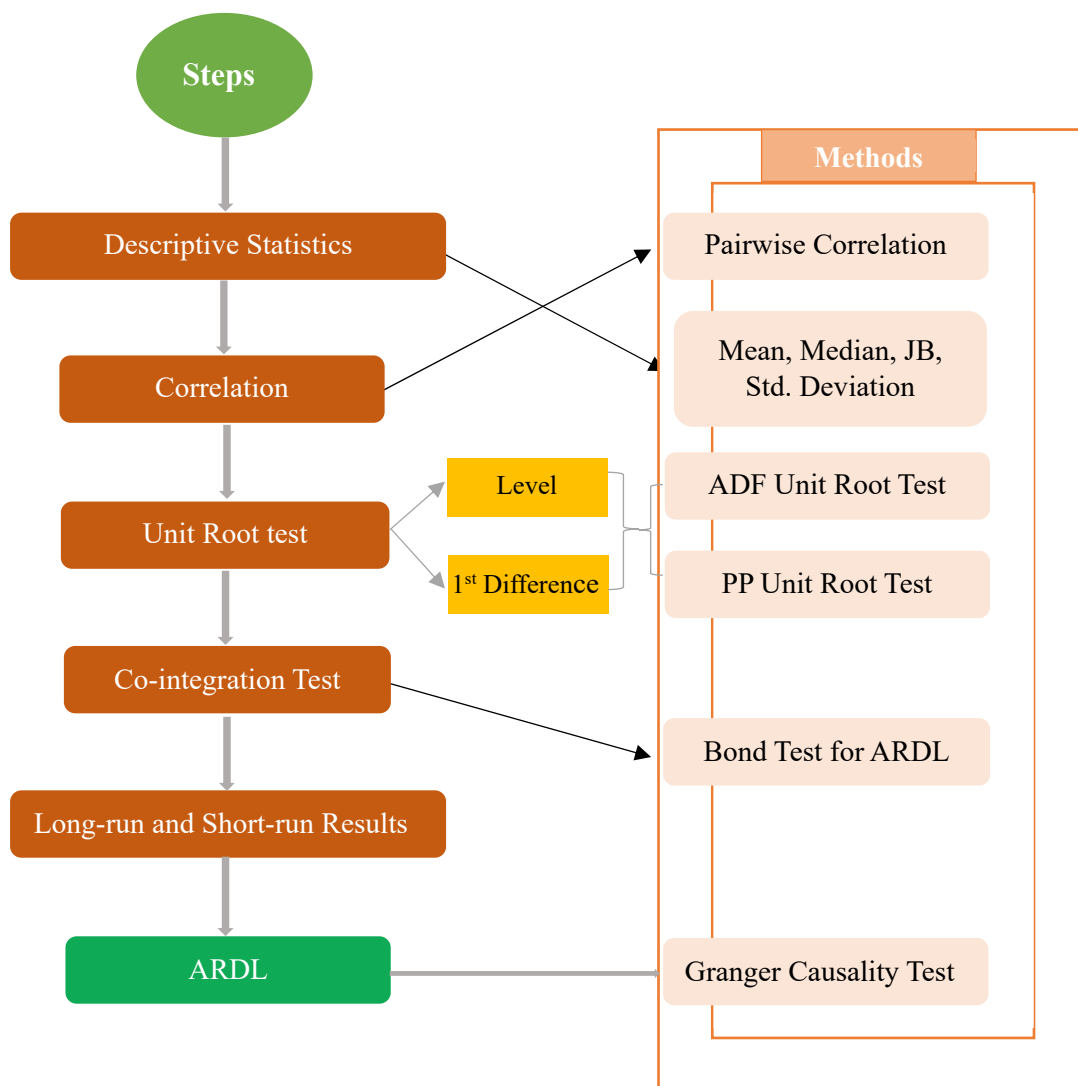 Steps
Methods
Descriptive Statistics
Pairwise Correlation
Mean, Median, JB,
Std. Deviation
Correlation
Level
ADF Unit Root Test
Unit Root test
1st Difference
PP Unit Root Test
Co-integration Test
Bond Test for ARDL
Long-run and Short-run Results
ARDL
Granger Causality Test